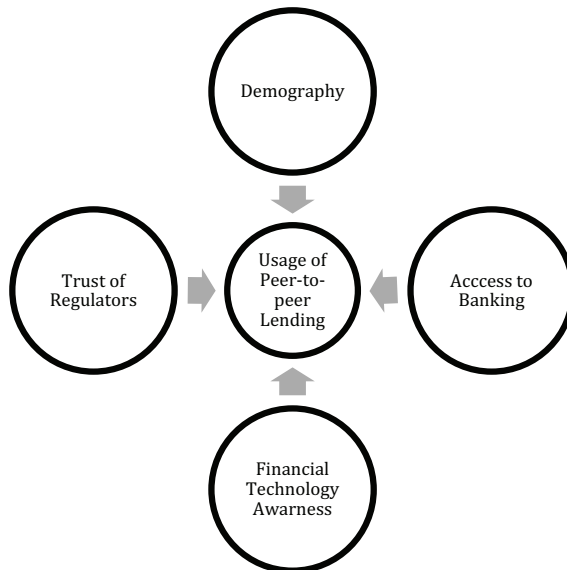 Demography
Trust of
Regulators
Usage of
Peer-to-
peer
Lending
Acccess to
Banking
Financial
Technology
Awarness